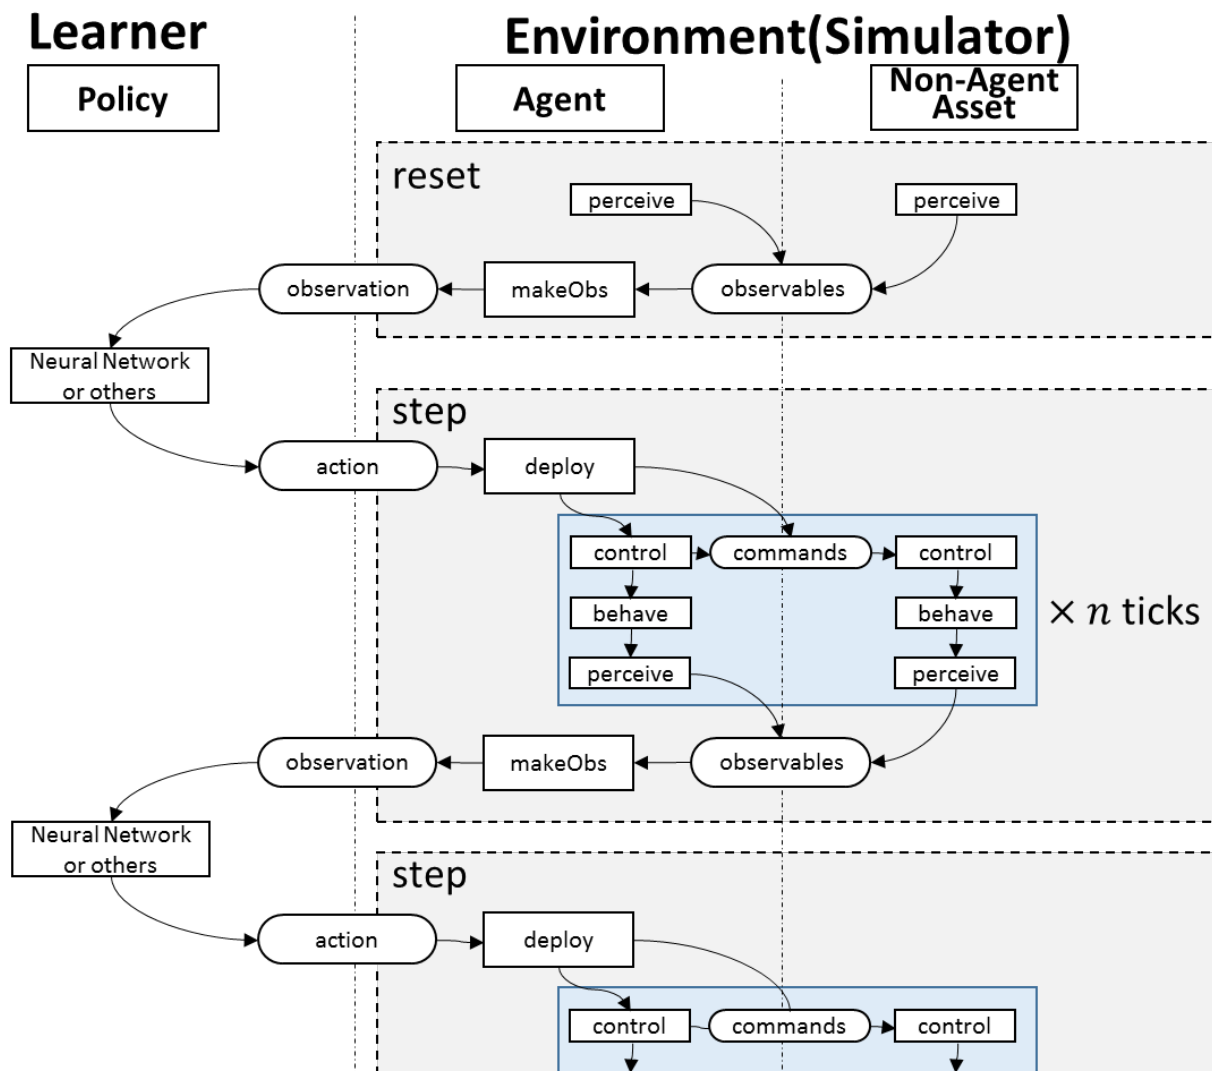 Learner
Environment(Simulator)
Policy
Agent
Non-Agent
Asset
reset
perceive
perceive
observation
makeObs
observables
Neural Network
or others
step
action
deploy
control
commands
control
behave
behave
× n ticks
perceive
perceive
observation
makeObs
observables
Neural Network
or others
step
action
deploy
control
commands
control